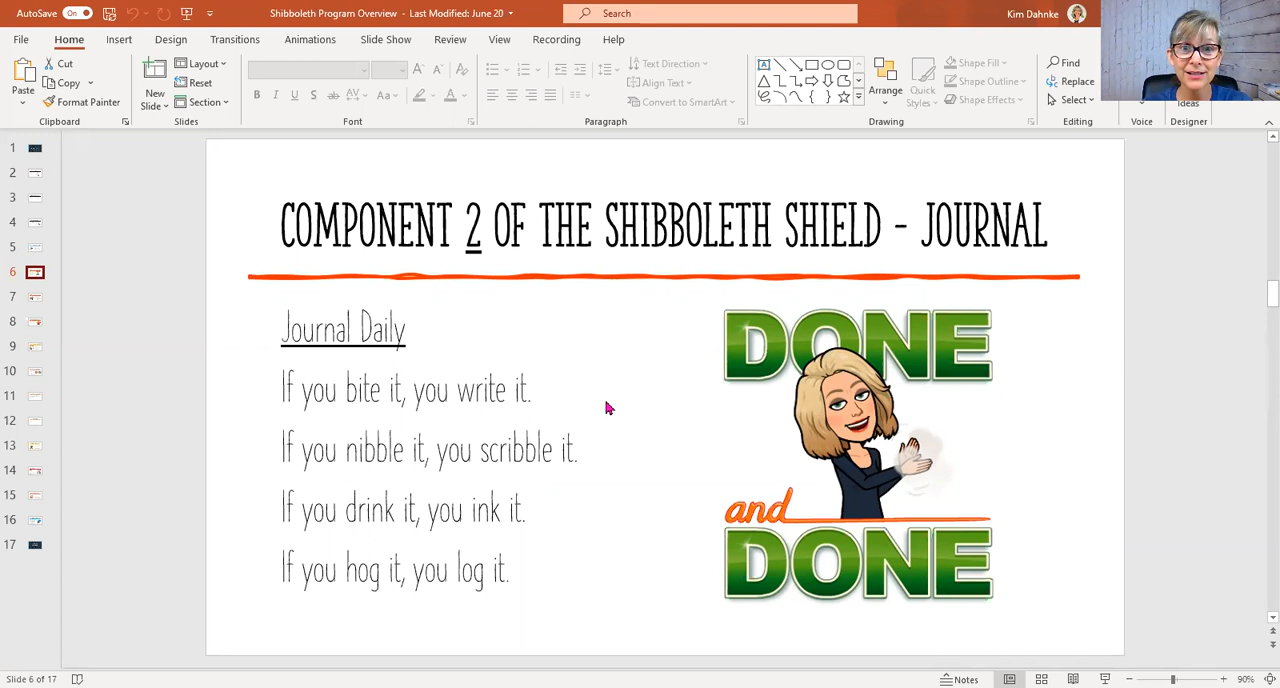 AutoSave On Shibboleth Program Overview - Last Modified: June 20 Search Kim Dahnke
File Home Insert Design Transitions Animations Slide Show Review View Recording Help
Paste Cut Copy Format Painter
Clipboard
New Slide Layout Reset Section
Slides
B I U S ab AV Aa A
Font
Text Direction
Align Text
Convert to SmartArt
Paragraph
Arrange Quick Styles
Shape Fill
Shape Outline
Shape Effects
Drawing
Find
Replace
Select
Editing
Voice
Ideas
Designer
1
2
3
4
5
6
7
8
9
10
11
12
13
14
15
16
17
COMPONENT 2 OF THE SHIBBOLETH SHIELD - JOURNAL
Journal Daily
If you bite it, you write it.
If you nibble it, you scribble it.
If you drink it, you ink it.
If you hog it, you log it.
DONE
and
DONE
Slide 6 of 17 Notes 90%